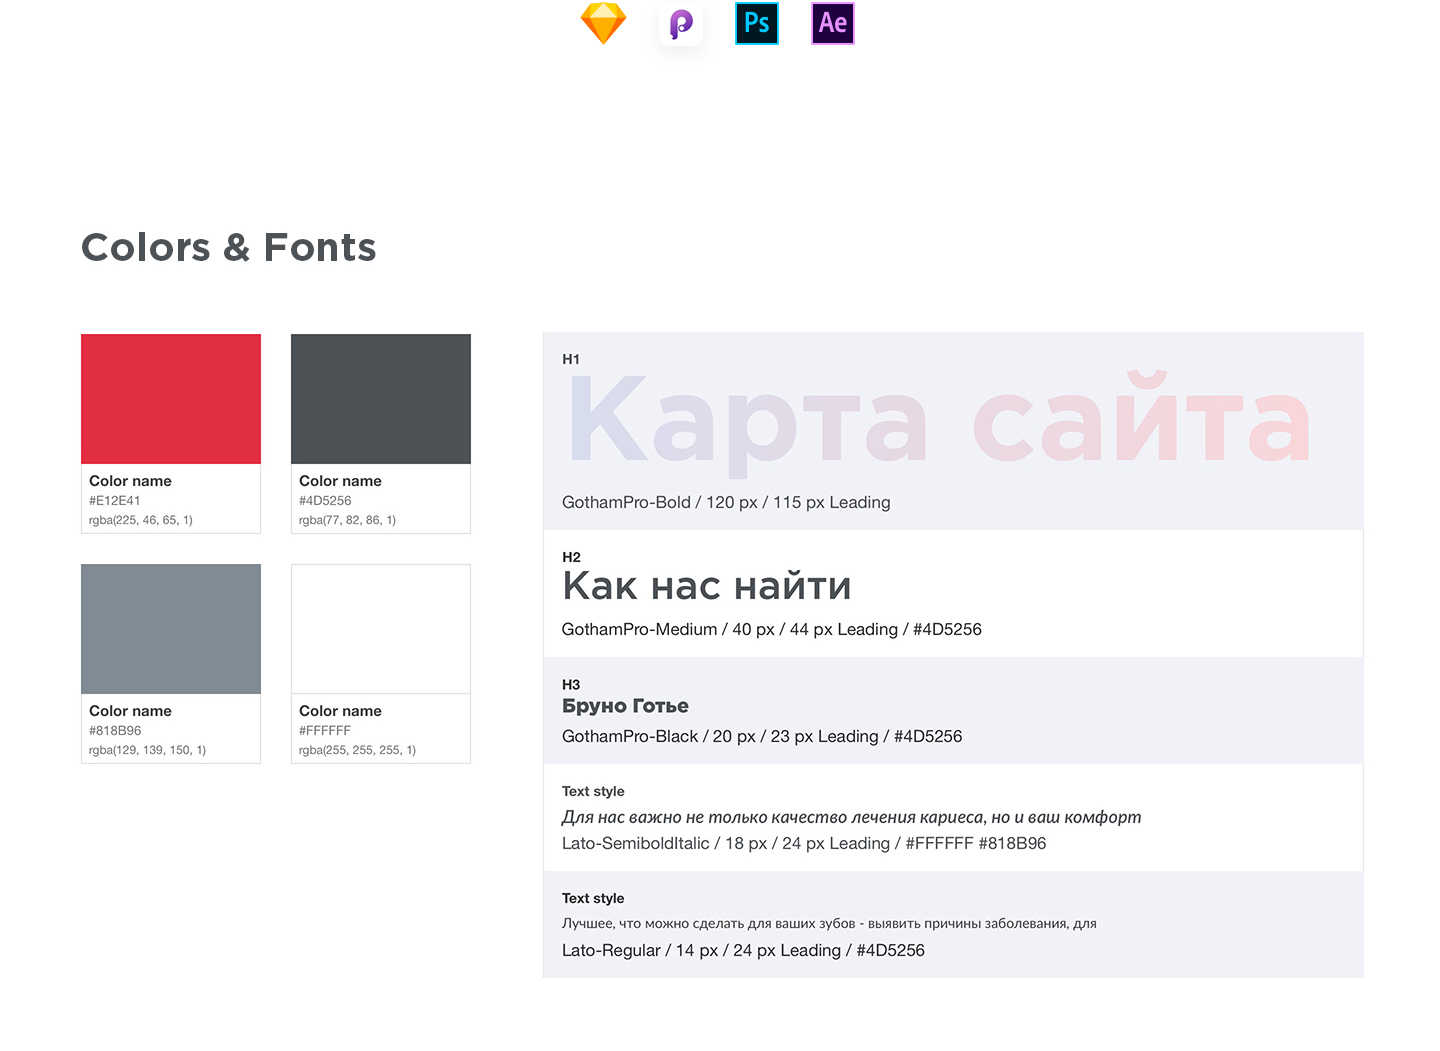 Ps
Ae
Colors & Fonts
Color name
#E12E41
rgba(225, 46, 65, 1)
Color name
#4D5256
rgba(77, 82, 86, 1)
Color name
#818B96
rgba(129, 139, 150, 1)
Color name
#FFFFFF
rgba(255, 255, 255, 1)
H1
Карта сайта
GothamPro-Bold / 120 px / 115 px Leading
H2
Как нас найти
GothamPro-Medium / 40 px / 44 px Leading / #4D5256
H3
Бруно Готье
GothamPro-Black / 20 px / 23 px Leading / #4D5256
Text style
Для нас важно не только качество лечения кариеса, но и ваш комфорт
Lato-SemiboldItalic / 18 px / 24 px Leading / #FFFFFF #818B96
Text style
Лучшее, что можно сделать для ваших зубов - выявить причины заболевания, для
Lato-Regular / 14 px / 24 px Leading / #4D5256